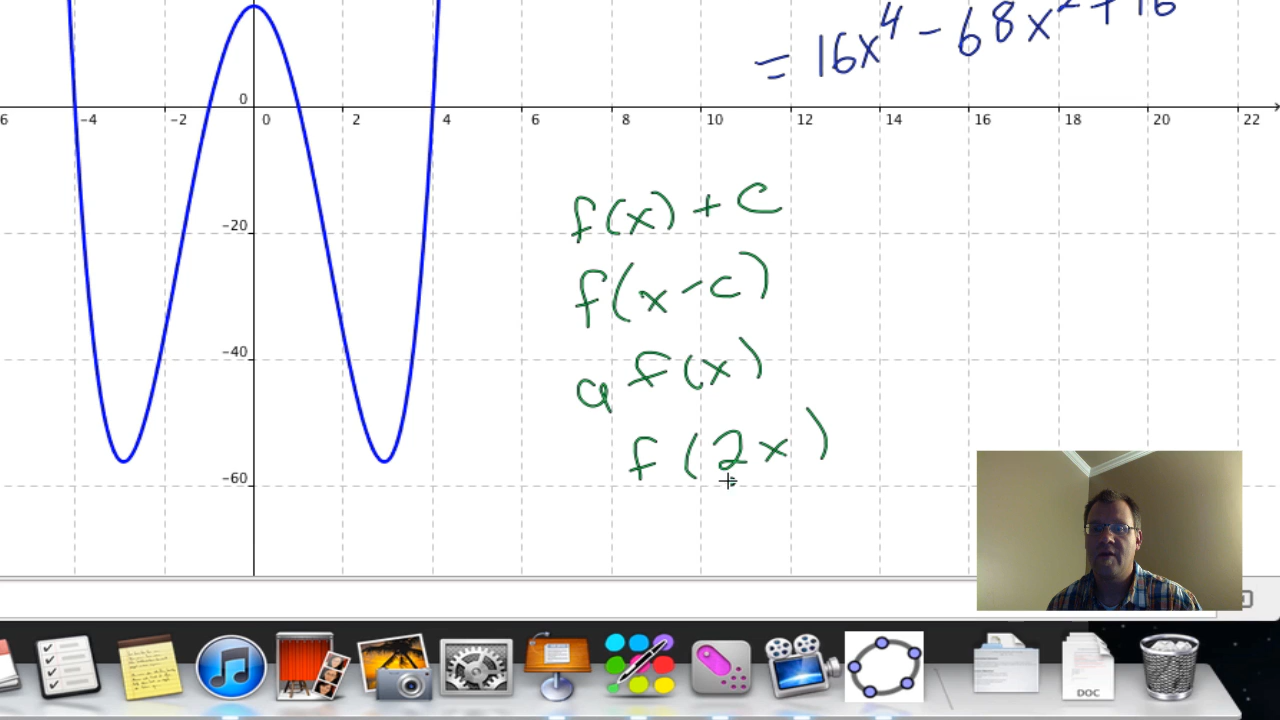 = 16x⁴ - 68x² + 16
0
6 -4 -2 0 2 4 6 8 10 12 14 16 18 20 22
f(x) + c
-20
f(x-c)
-40
a f(x)
f(2x)
-60
DOC